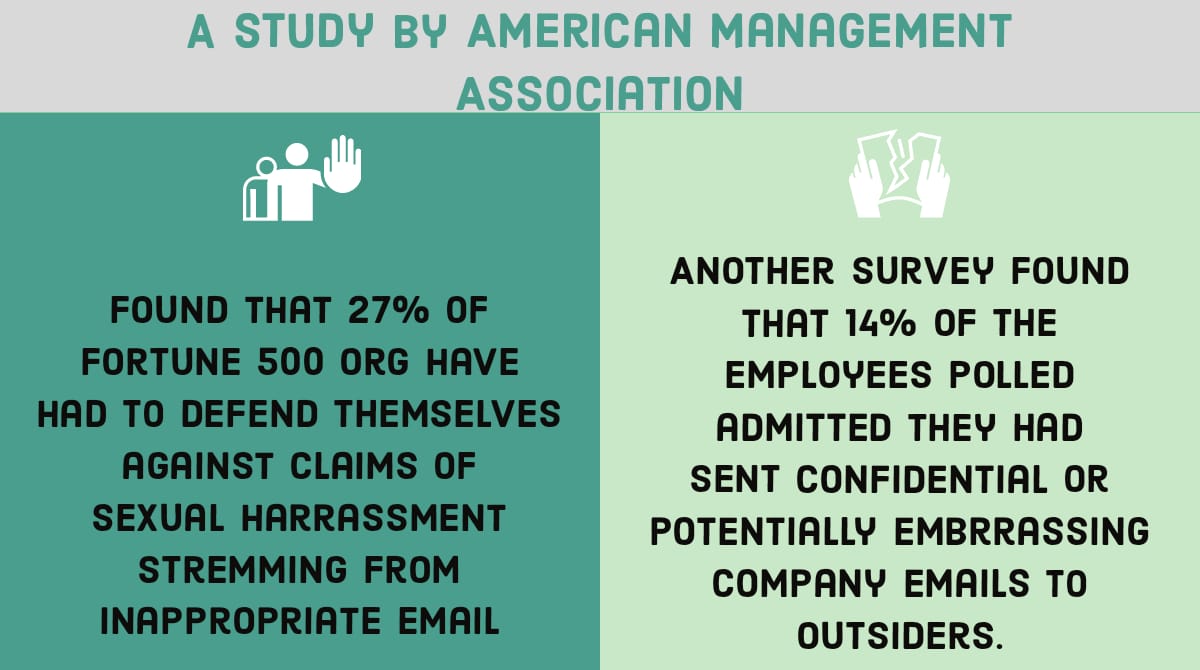 A STUDY BY AMERICAN MANAGEMENT
ASSOCIATION
FOUND THAT 27% OF
FORTUNE 500 ORG HAVE
HAD TO DEFEND THEMSELVES
AGAINST CLAIMS OF
SEXUAL HARRASSMENT
STREMMING FROM
INAPPROPRIATE EMAIL
ANOTHER SURVEY FOUND
THAT 14% OF THE
EMPLOYEES POLLED
ADMITTED THEY HAD
SENT CONFIDENTIAL OR
POTENTIALLY EMBRRASSING
COMPANY EMAILS TO
OUTSIDERS.